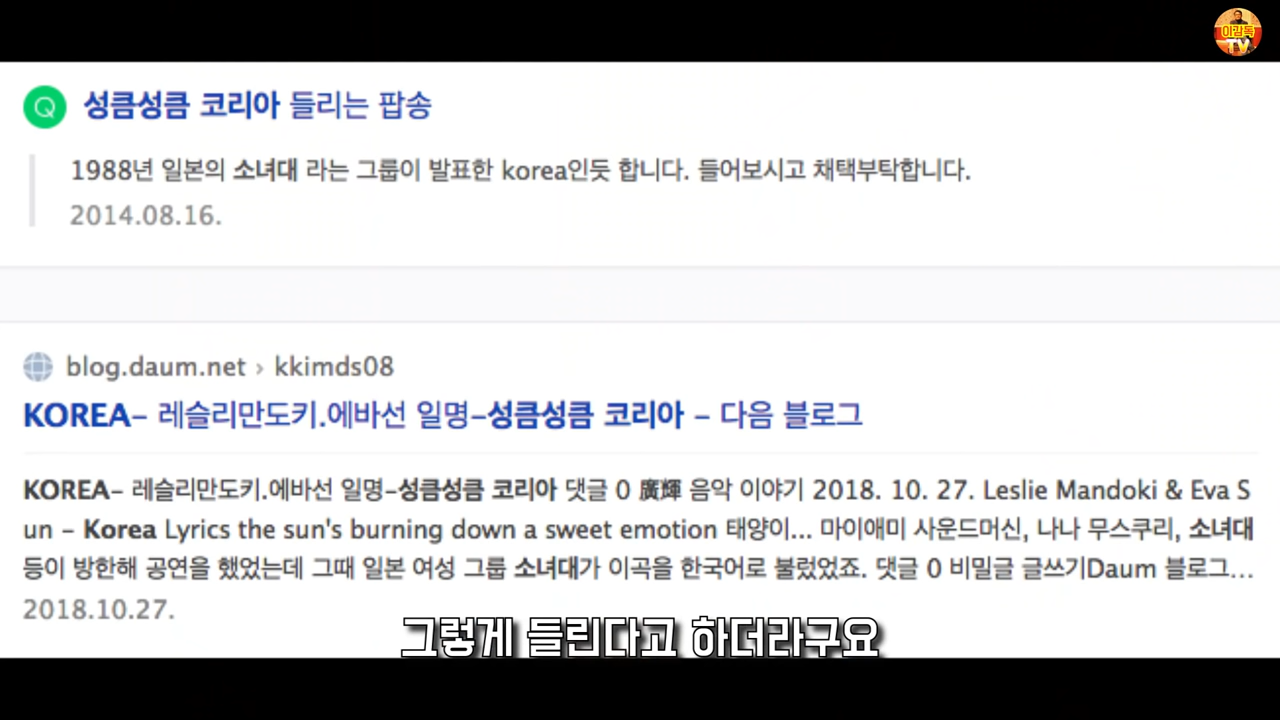 이감독
TV
성큼성큼 코리아 들리는 팝송
1988년 일본의 소녀대 라는 그룹이 발표한 korea인듯 합니다. 들어보시고 채택부탁합니다.
2014.08.16.
blog.daum.net › kkimds08
KOREA- 레슬리만도키.에바선 일명-성큼성큼 코리아 - 다음 블로그
KOREA- 레슬리만도키.에바선 일명-성큼성큼 코리아 댓글 0 廣輝 음악 이야기 2018. 10. 27. Leslie Mandoki & Eva S
un - Korea Lyrics the sun's burning down a sweet emotion 태양이... 마이애미 사운드머신, 나나 무스쿠리, 소녀대
등이 방한해 공연을 했었는데 그때 일본 여성 그룹 소녀대가 이곡을 한국어로 불렀었죠. 댓글 0 비밀글 글쓰기Daum 블로그...
2018.10.27.
그렇게 들린다고 하더라구요